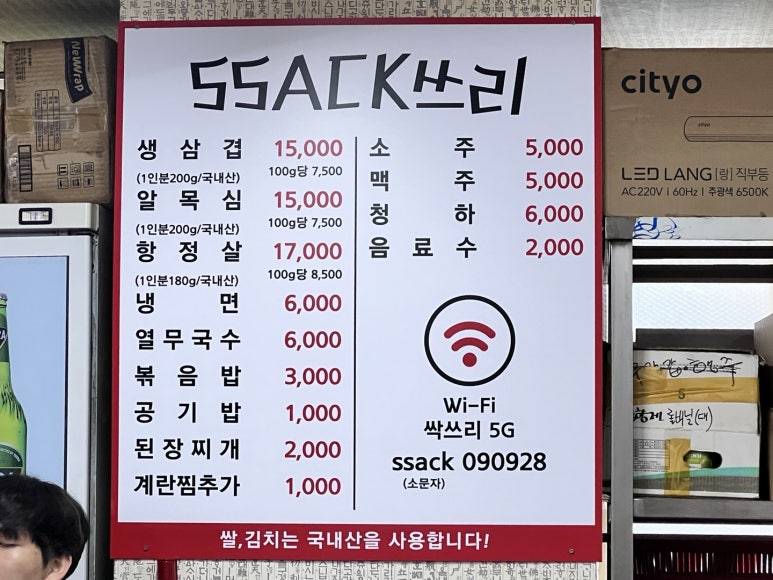 SSACK쓰리
생삼겹 15,000
(1인분200g/국내산) 100g당 7,500
알목심 15,000
(1인분200g/국내산) 100g당 7,500
항정살 17,000
(1인분180g/국내산) 100g당 8,500
냉면 6,000
열무국수 6,000
볶음밥 3,000
공기밥 1,000
된장찌개 2,000
계란찜추가 1,000
소주 5,000
맥주 5,000
청하 6,000
음료수 2,000
Wi-Fi
싹쓰리 5G
ssack 090928
(소문자)
쌀,김치는 국내산을 사용합니다!
NewWrap
cityo
LED LANG [랑] 직부등
AC220V | 60Hz | 주광색 6500K